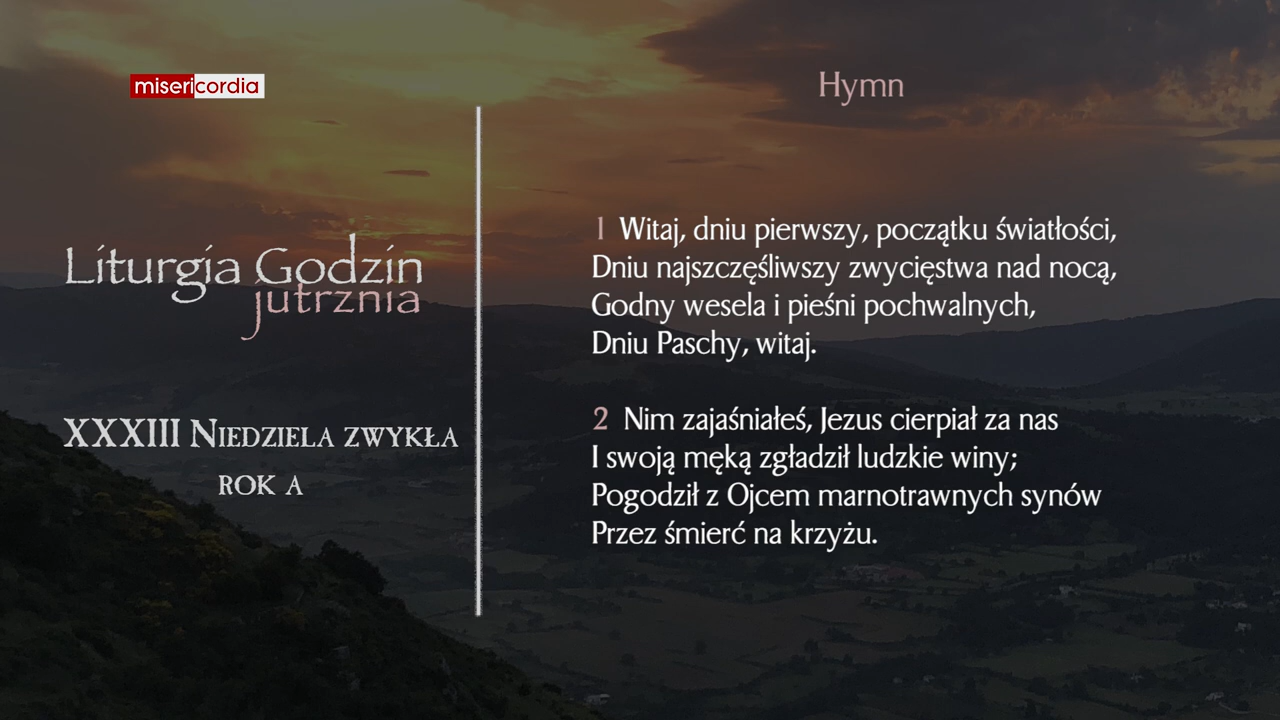 misericordia
Liturgia Godzin
jutrznia
XXXIII Niedziela zwykła
rok A
Hymn
1 Witaj, dniu pierwszy, początku światłości,
Dniu najszczęśliwszy zwycięstwa nad nocą,
Godny wesela i pieśni pochwalnych,
Dniu Paschy, witaj.
2 Nim zajaśniałeś, Jezus cierpiał za nas
I swoją męką zgładził ludzkie winy;
Pogodził z Ojcem marnotrawnych synów
Przez śmierć na krzyżu.